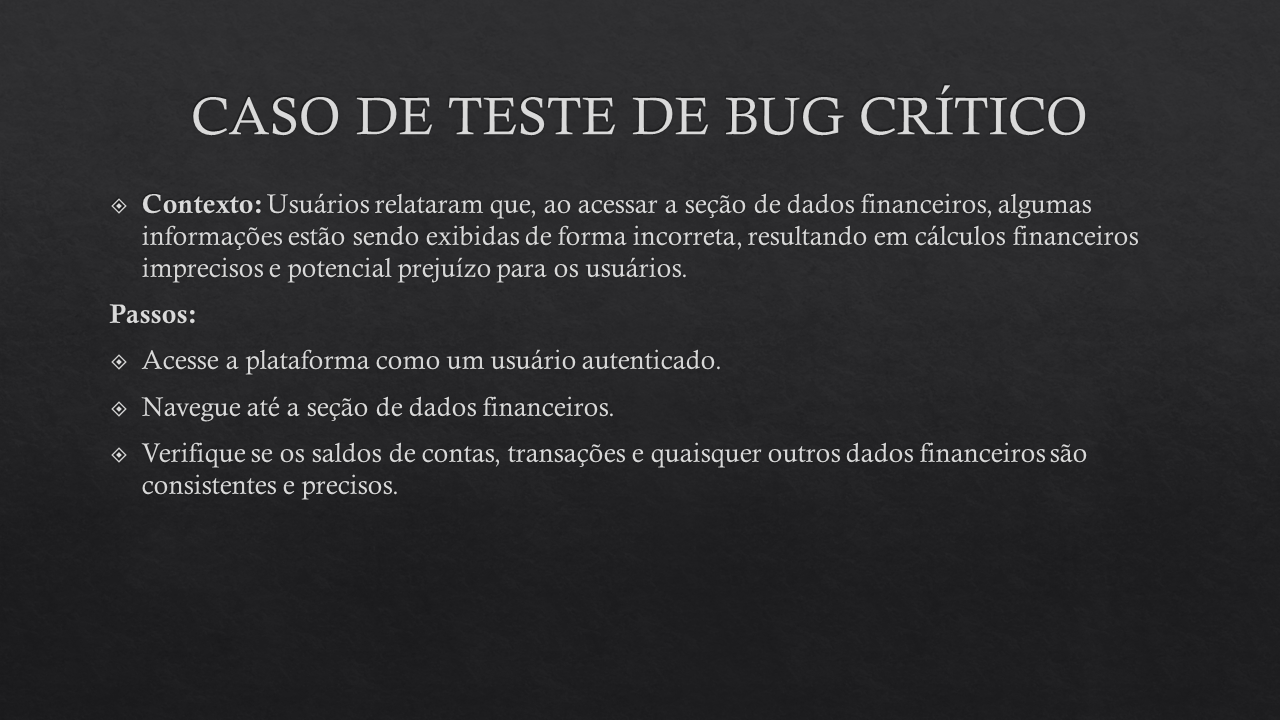 CASO DE TESTE DE BUG CRÍTICO
Contexto: Usuários relataram que, ao acessar a seção de dados financeiros, algumas
informações estão sendo exibidas de forma incorreta, resultando em cálculos financeiros
imprecisos e potencial prejuízo para os usuários.
Passos:
Acesse a plataforma como um usuário autenticado.
Navegue até a seção de dados financeiros.
Verifique se os saldos de contas, transações e quaisquer outros dados financeiros são
consistentes e precisos.